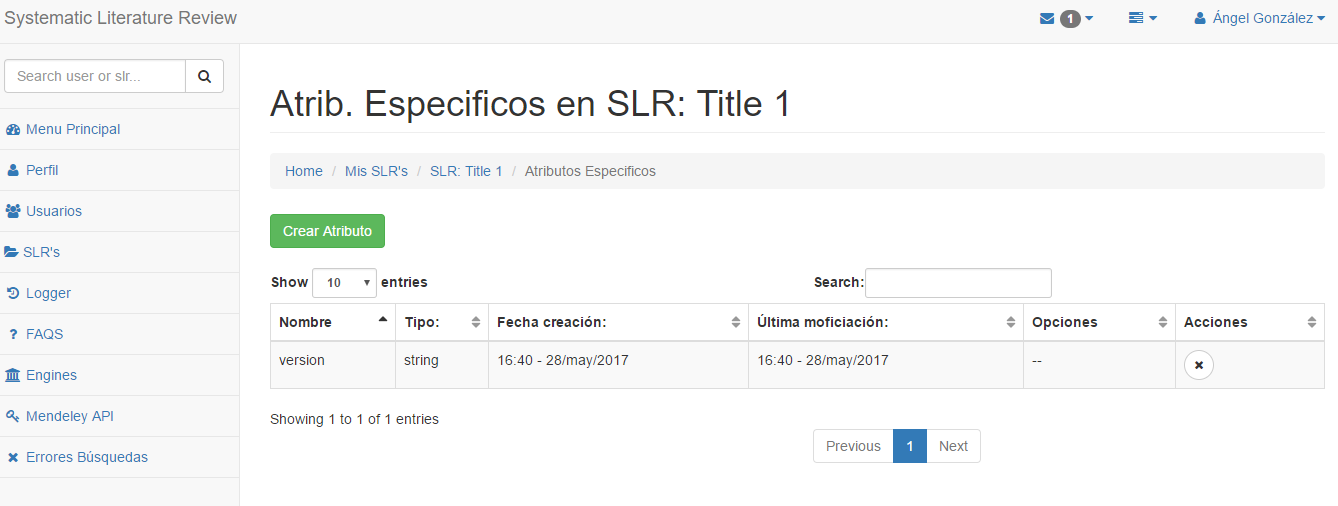 Systematic Literature Review
1
Ángel González
Search user or slr...
Menu Principal
Perfil
Usuarios
SLR's
Logger
FAQS
Engines
Mendeley API
Errores Búsquedas
Atrib. Especificos en SLR: Title 1
Home / Mis SLR's / SLR: Title 1 / Atributos Especificos
Crear Atributo
Show 10 entries Search:
Nombre Tipo: Fecha creación: Última moficiación: Opciones Acciones
version string 16:40 - 28/may/2017 16:40 - 28/may/2017 --
Showing 1 to 1 of 1 entries
Previous 1 Next